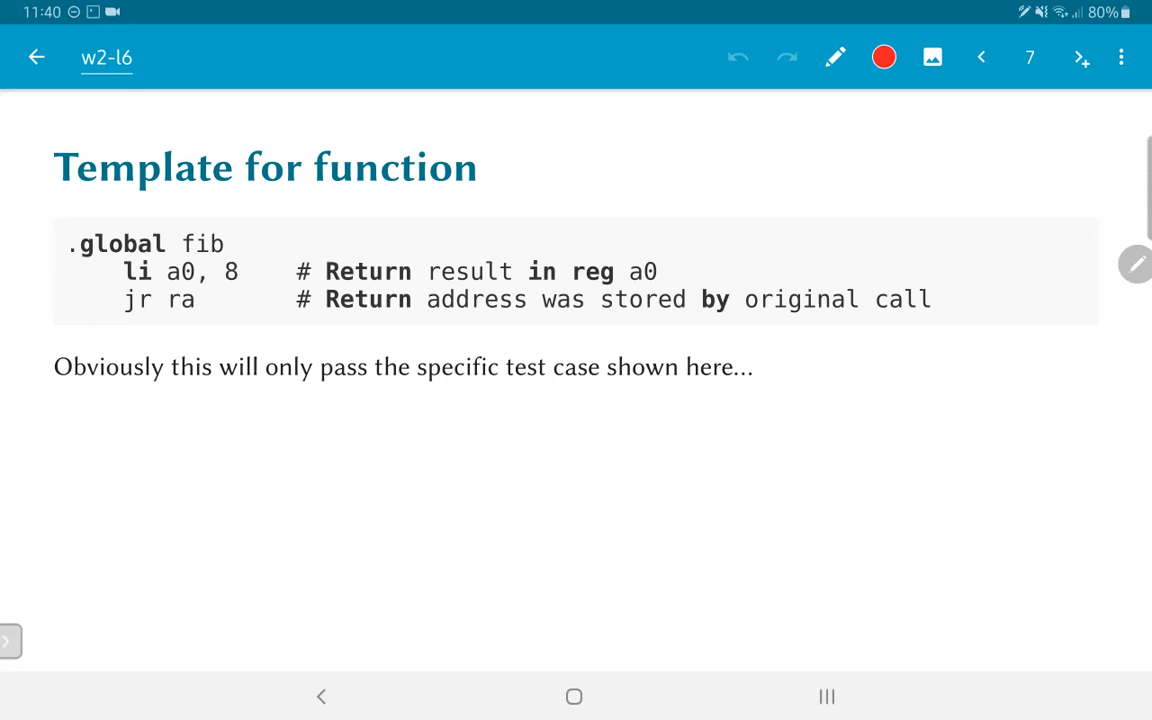 11:40 80%
w2-l6 7
Template for function
.global fib
li a0, 8 # Return result in reg a0
jr ra # Return address was stored by original call
Obviously this will only pass the specific test case shown here...